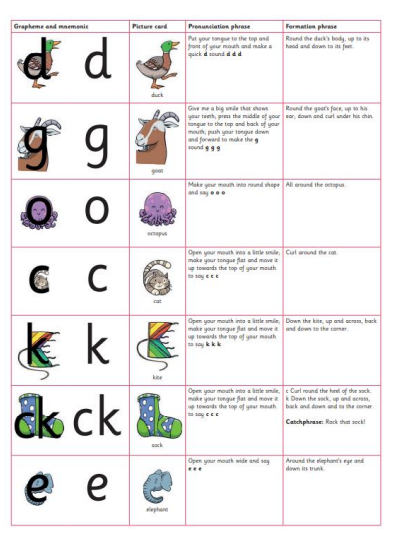 Grapheme and mnemonic
Picture card
Pronunciation phrase
Formation phrase
d d
duck
Put your tongue to the top and
front of your mouth and make a
quick d sound d d d
Round the duck's body, up to its
head and down to its feet.
g g
goat
Give me a big smile that shows
your teeth, press the middle of your
tongue to the top and back of your
mouth; push your tongue down
and forward to make the g
sound g g g
Round the goat's face, up to his
ear, down and curl under his chin.
o o
octopus
Make your mouth into round shape
and say o o o
All around the octopus.
c c
cat
Open your mouth into a little smile,
make your tongue flat and move it
up towards the top of your mouth
to say c c c
Curl around the cat.
k k
kite
Open your mouth into a little smile,
make your tongue flat and move it
up towards the top of your mouth
to say k k k
Down the kite, up and across, back
and down to the corner.
ck ck
sock
Open your mouth into a little smile,
make your tongue flat and move it
up towards the top of your mouth
to say c c c
c Curl round the heel of the sock.
k Down the sock, up and across,
back and down to the corner.
Catchphrase: Rock that sock!
e e
elephant
Open your mouth wide and say
e e e
Around the elephant's eye and
down its trunk.